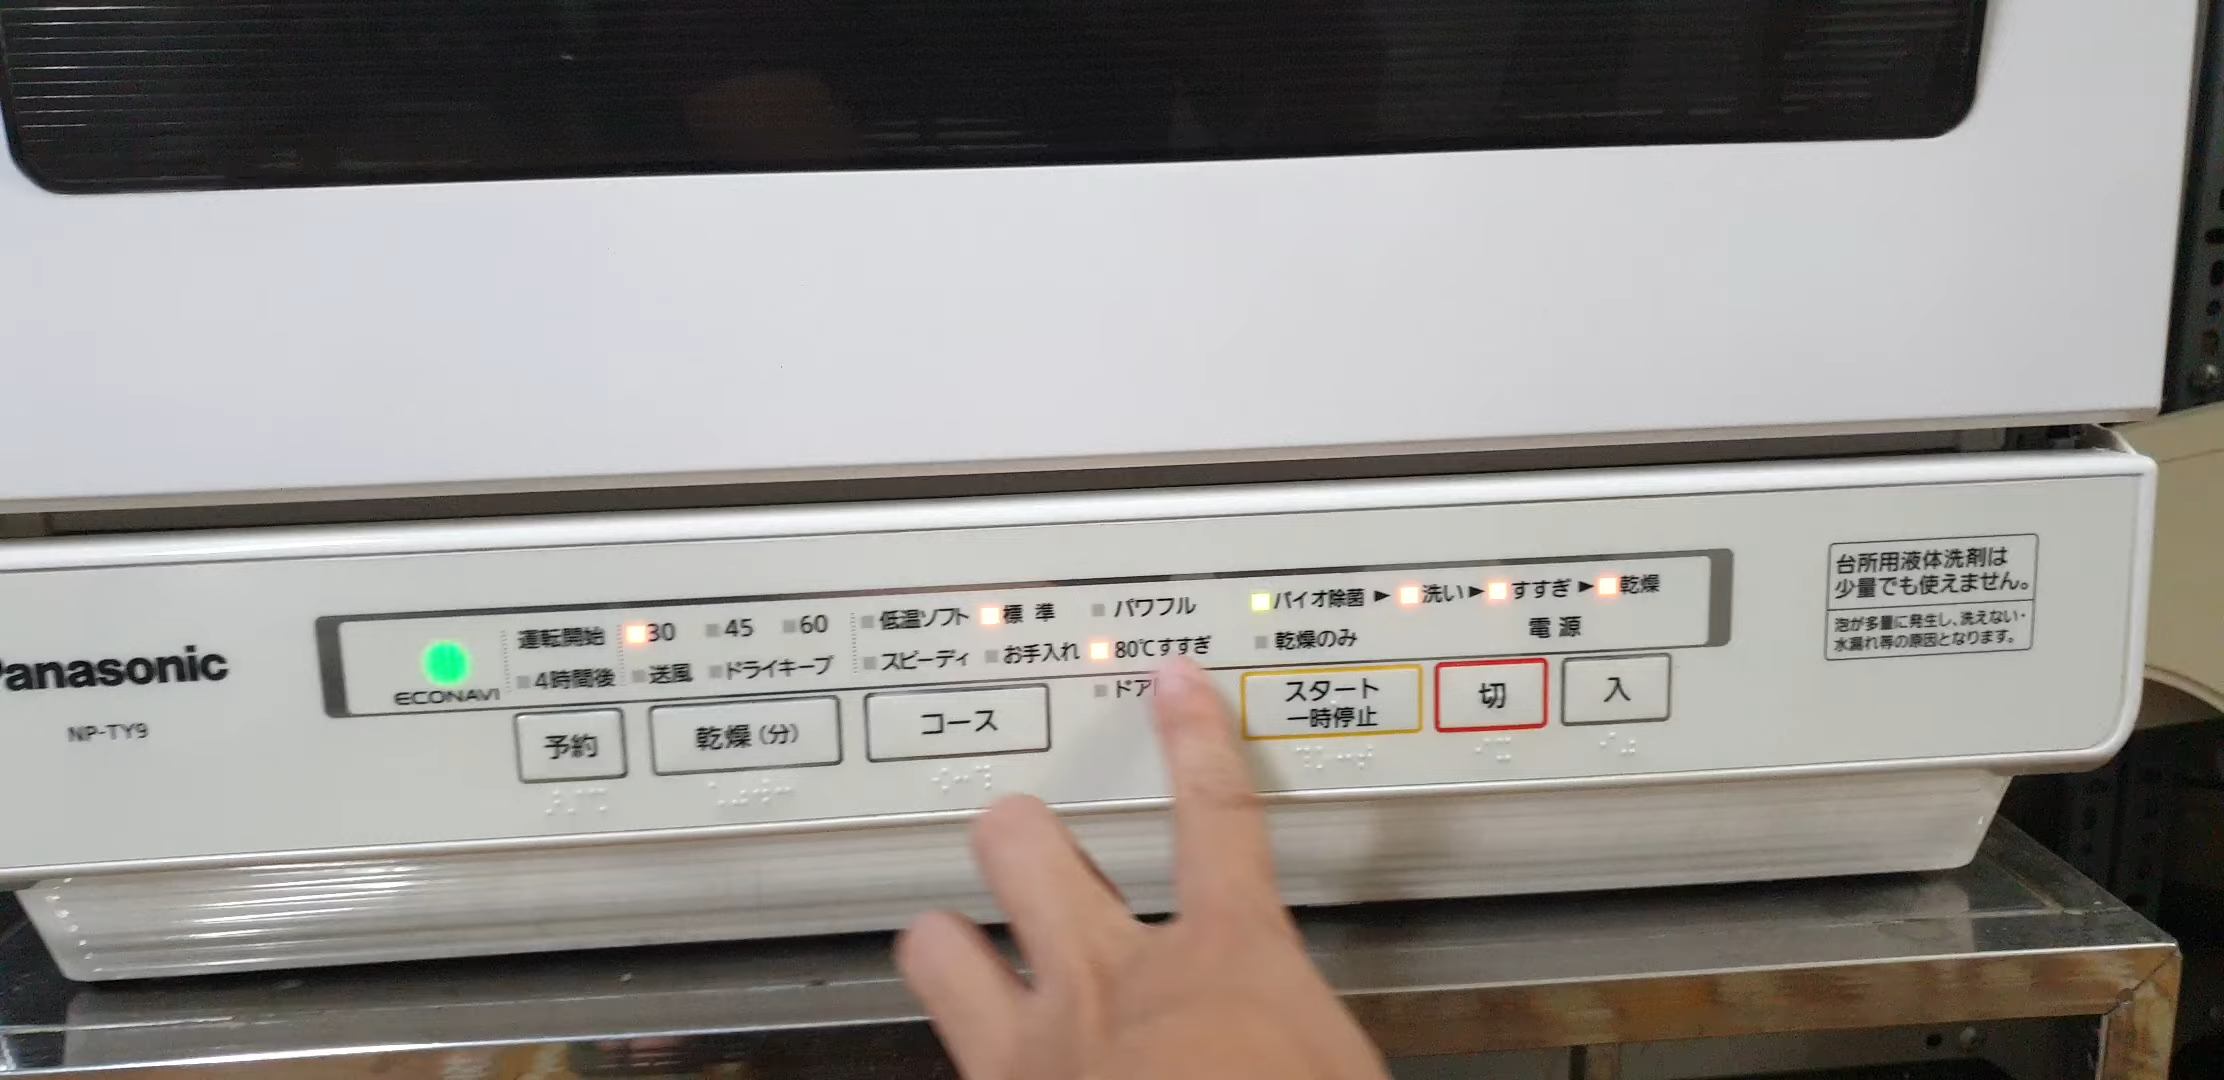 Panasonic
NP-TY9
ECONAVI
運転開始
4時間後
30 45 60
送風 ドライキープ
低温ソフト 標準 パワフル
スピーディ お手入れ 80℃すすぎ
ドア
バイオ除菌 ▶ 洗い ▶ すすぎ ▶ 乾燥
乾燥のみ
電源
予約
乾燥(分)
コース
スタート
一時停止
切
入
台所用液体洗剤は
少量でも使えません。
泡が多量に発生し、洗えない・
水漏れ等の原因となります。